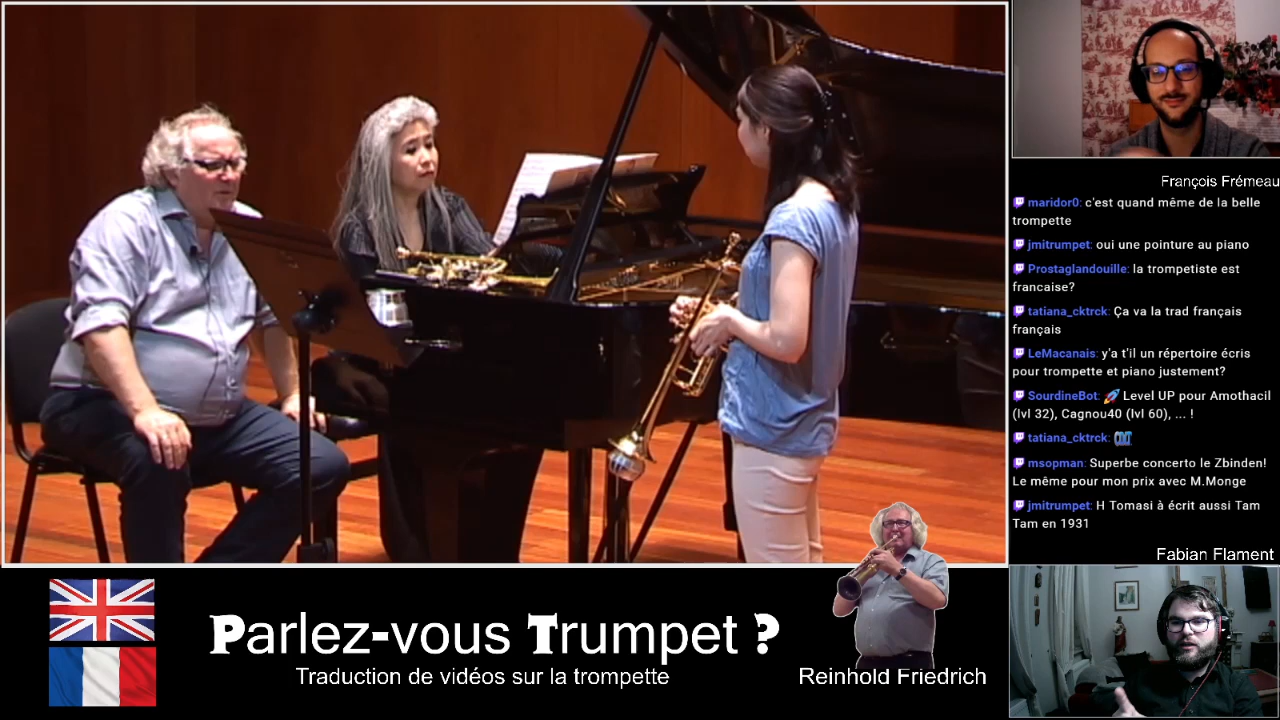 François Frémeau
maridor0: c'est quand même de la belle
trompette
jmitrumpet: oui une pointure au piano
Prostaglandouille: la trompetiste est
francaise?
tatiana_cktrck: Ça va la trad français
français
LeMacanais: y'a t'il un répertoire écris
pour trompette et piano justement?
SourdineBot: 🚀 Level UP pour Amothacil
(lvl 32), Cagnou40 (lvl 60), ... !
tatiana_cktrck:
msopman: Superbe concerto le Zbinden!
Le même pour mon prix avec M.Monge
jmitrumpet: H Tomasi à écrit aussi Tam
Tam en 1931
Fabian Flament
Parlez-vous Trumpet ?
Traduction de vidéos sur la trompette
Reinhold Friedrich